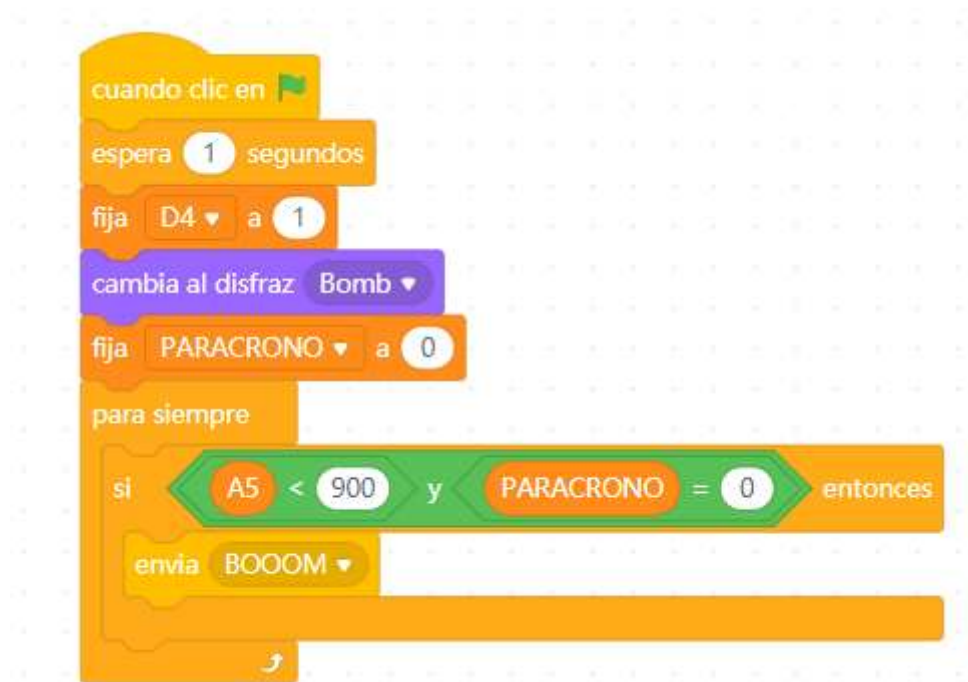 cuando clic en
espera 1 segundos
fija D4 a 1
cambia al disfraz Bomb
fija PARACRONO a 0
para siempre
si A5 < 900 y PARACRONO = 0 entonces
envia BOOOM